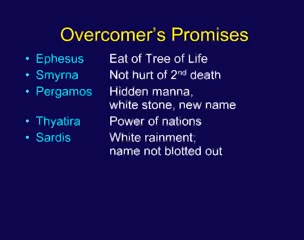 Overcomer's Promises
• Ephesus Eat of Tree of Life
• Smyrna Not hurt of 2nd death
• Pergamos Hidden manna,
white stone, new name
• Thyatira Power of nations
• Sardis White rainment;
name not blotted out